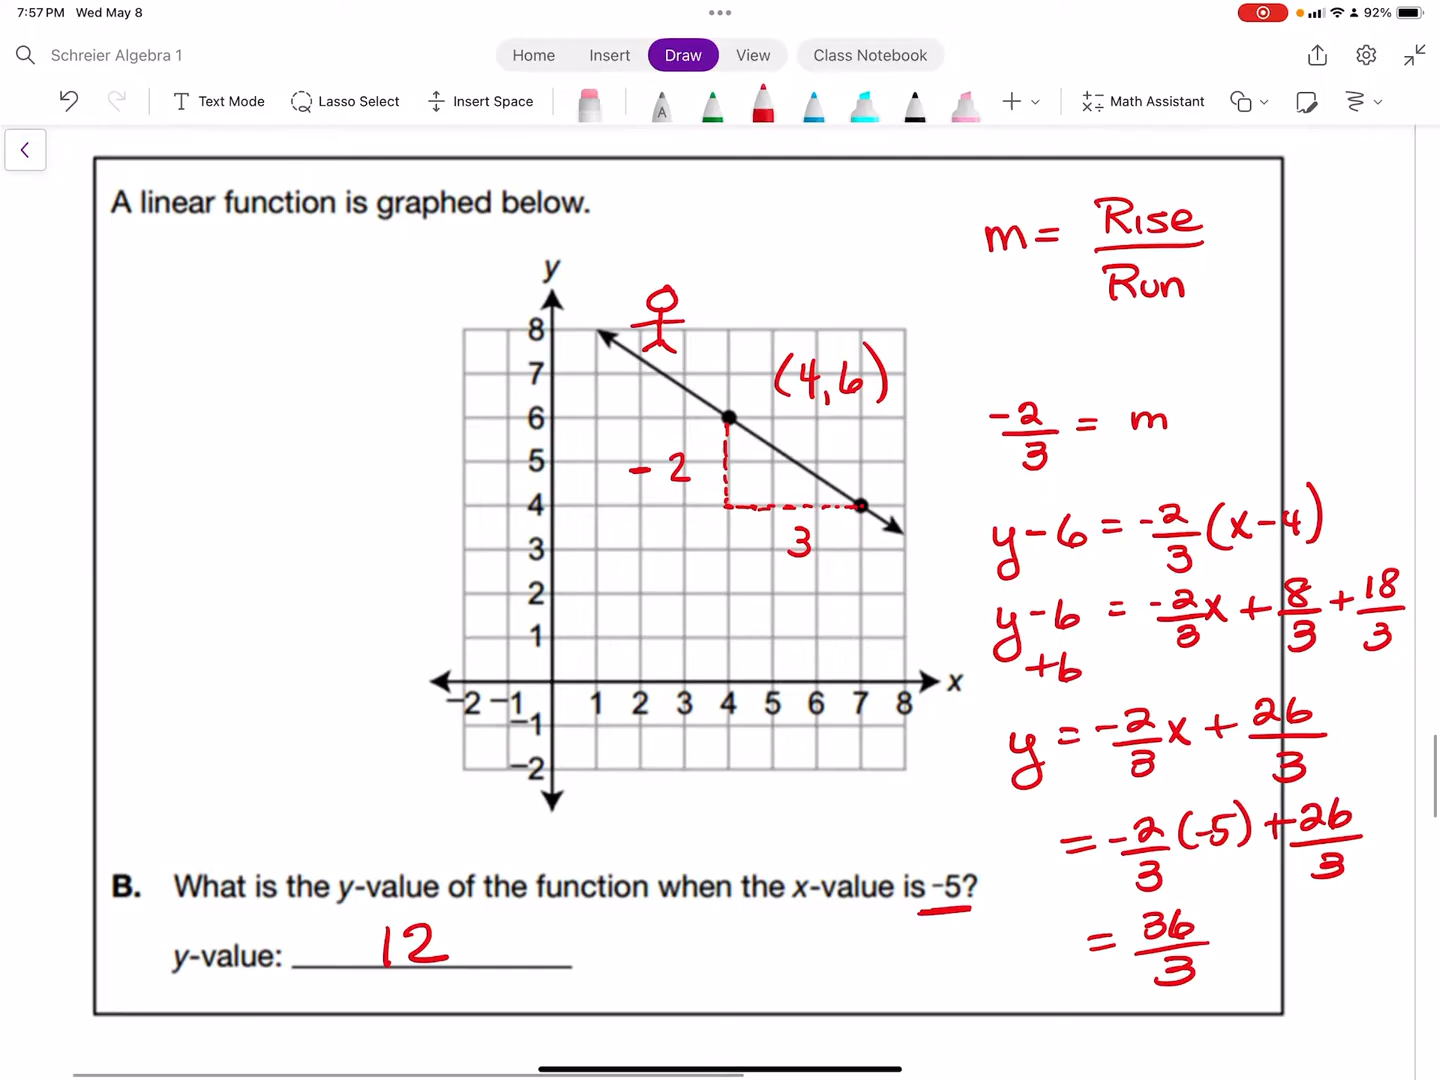 7:57PM Wed May 8
92%
Schreier Algebra 1
Home Insert Draw View Class Notebook
Text Mode Lasso Select Insert Space A Math Assistant
A linear function is graphed below.
m = Rise/Run
y
8
7
6
5
4
3
2
1
-2 -1 1 2 3 4 5 6 7 8 x
-1
-2
(4,6)
-2
3
-2/3 = m
y-6 = -2/3(x-4)
y-6 = -2/3x + 8/3 + 18/3
+6
y = -2/3x + 26/3
= -2/3(-5) + 26/3
= 36/3
B. What is the y-value of the function when the x-value is -5?
y-value: 12